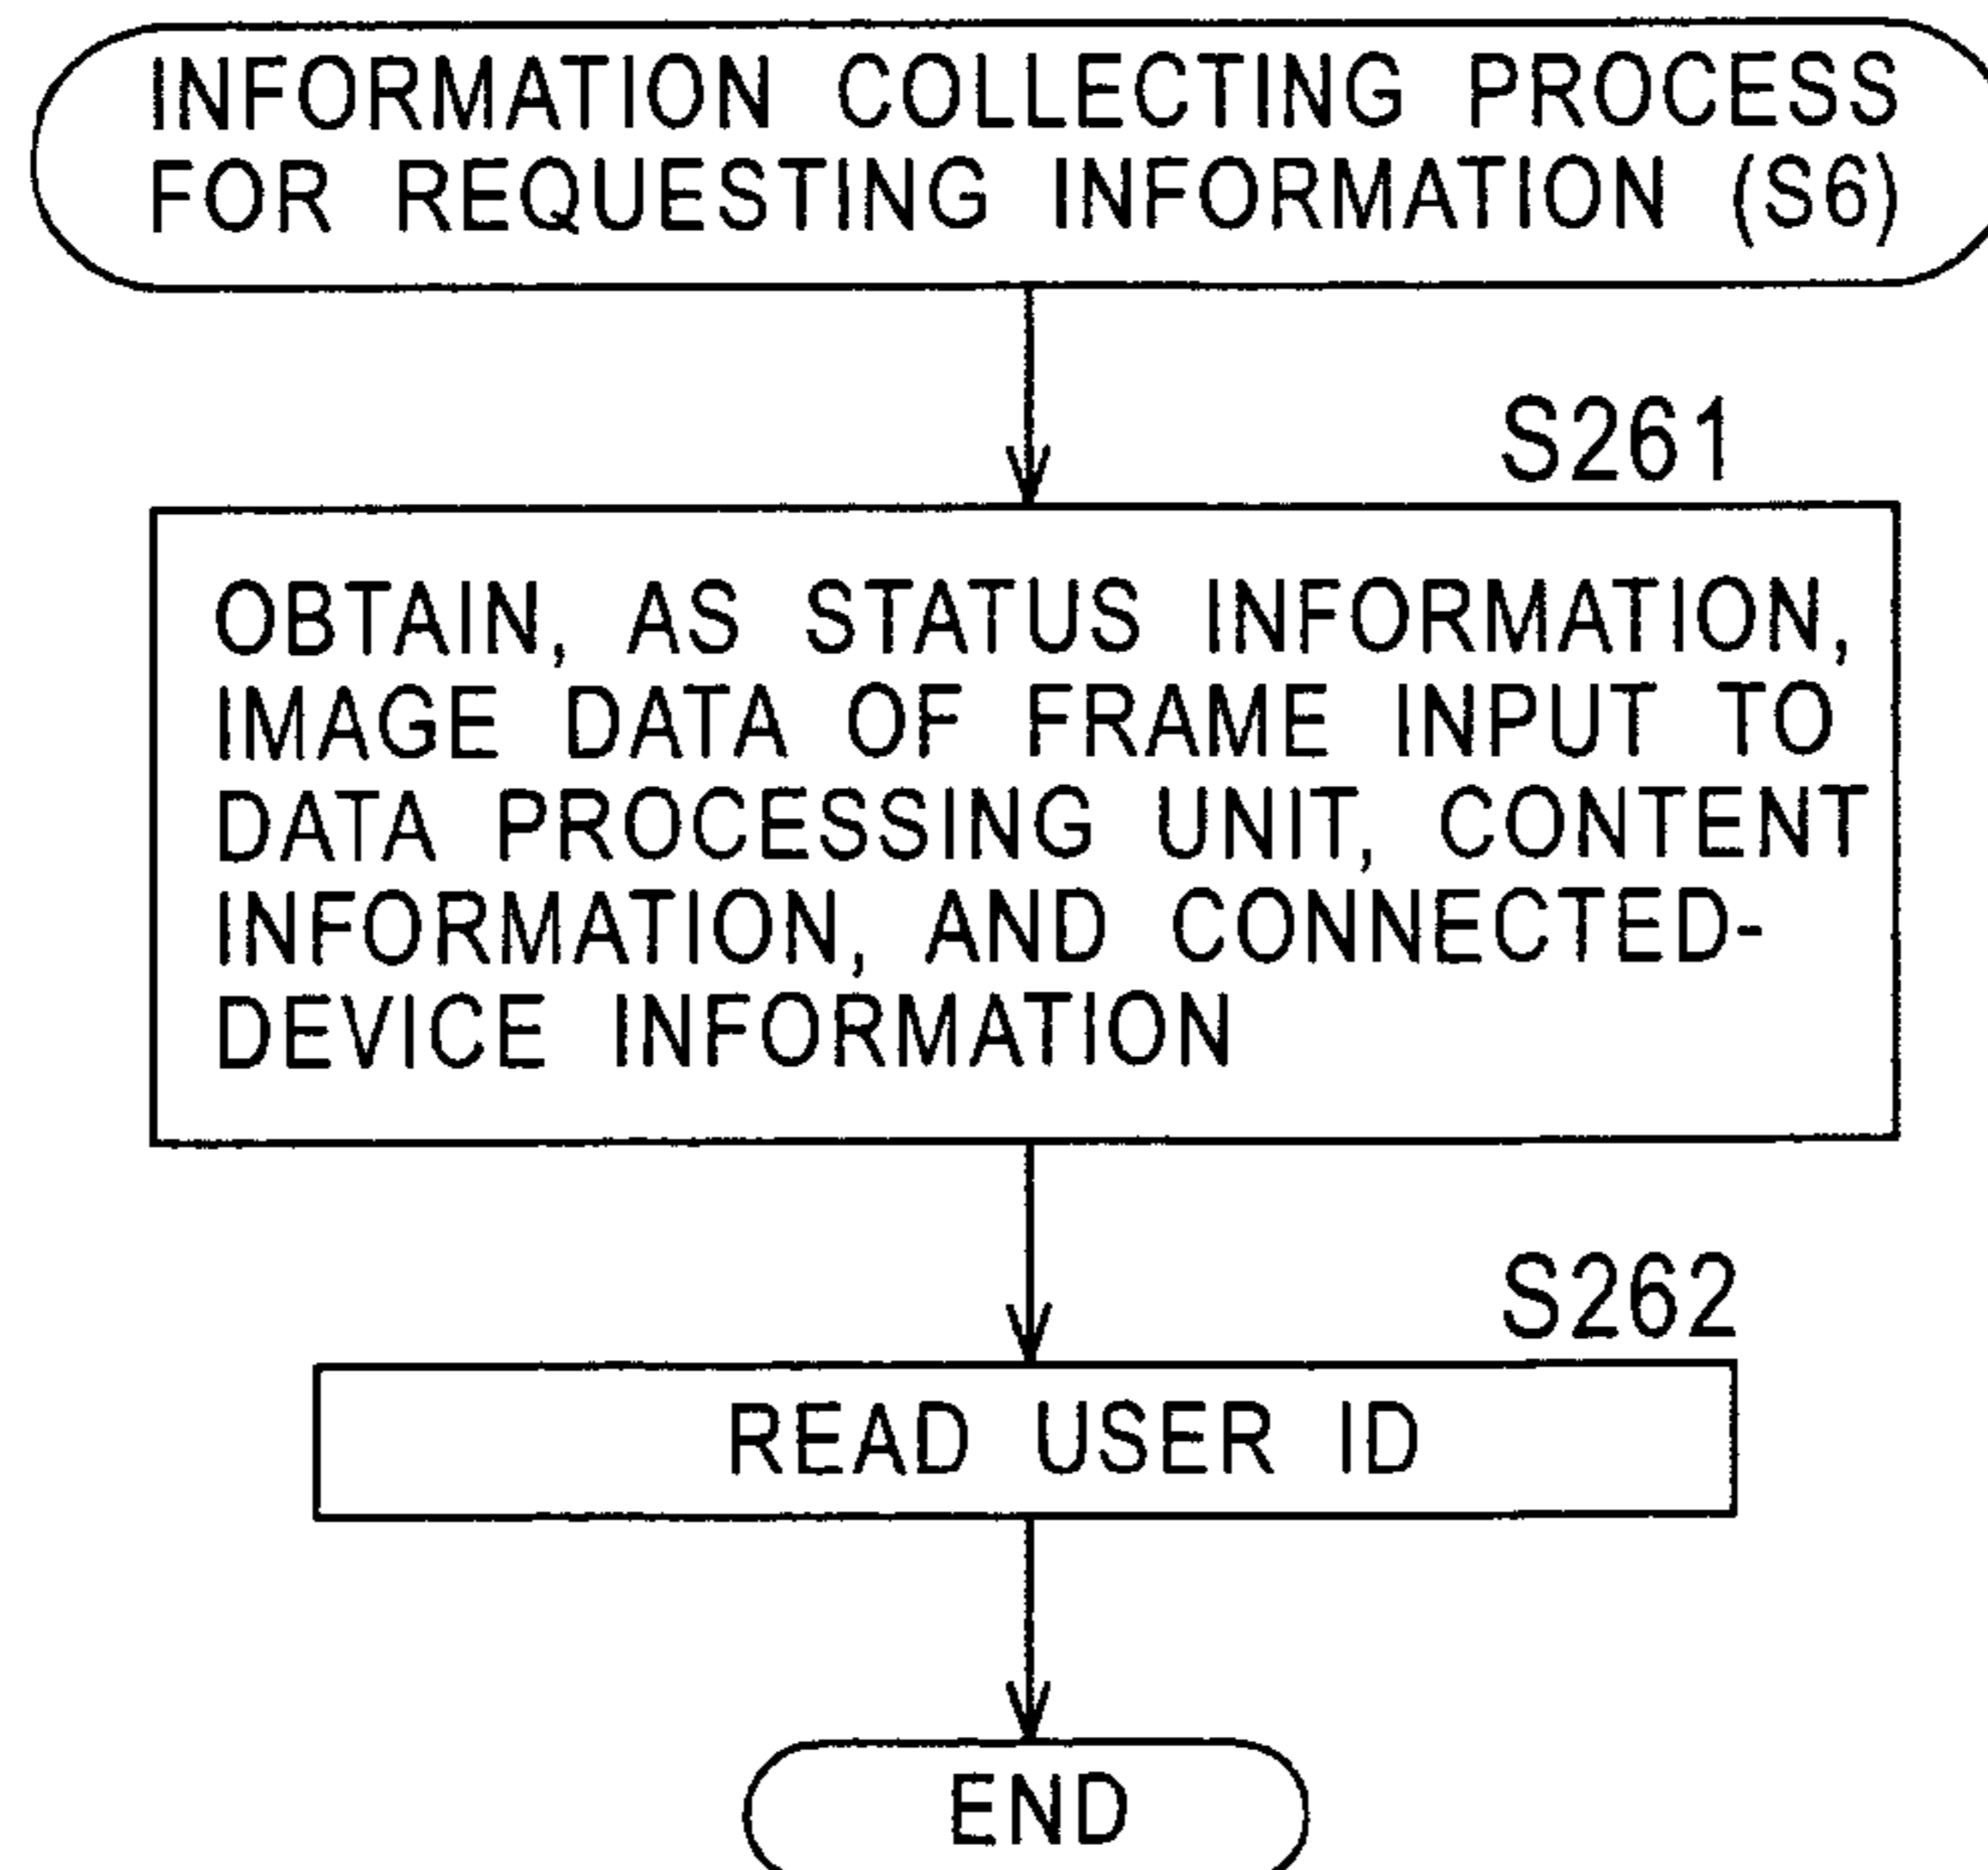 INFORMATION COLLECTING PROCESS
FOR REQUESTING INFORMATION (S6)
S261
OBTAIN, AS STATUS INFORMATION,
IMAGE DATA OF FRAME INPUT TO
DATA PROCESSING UNIT, CONTENT
INFORMATION, AND CONNECTED-
DEVICE INFORMATION
S262
READ USER ID
END